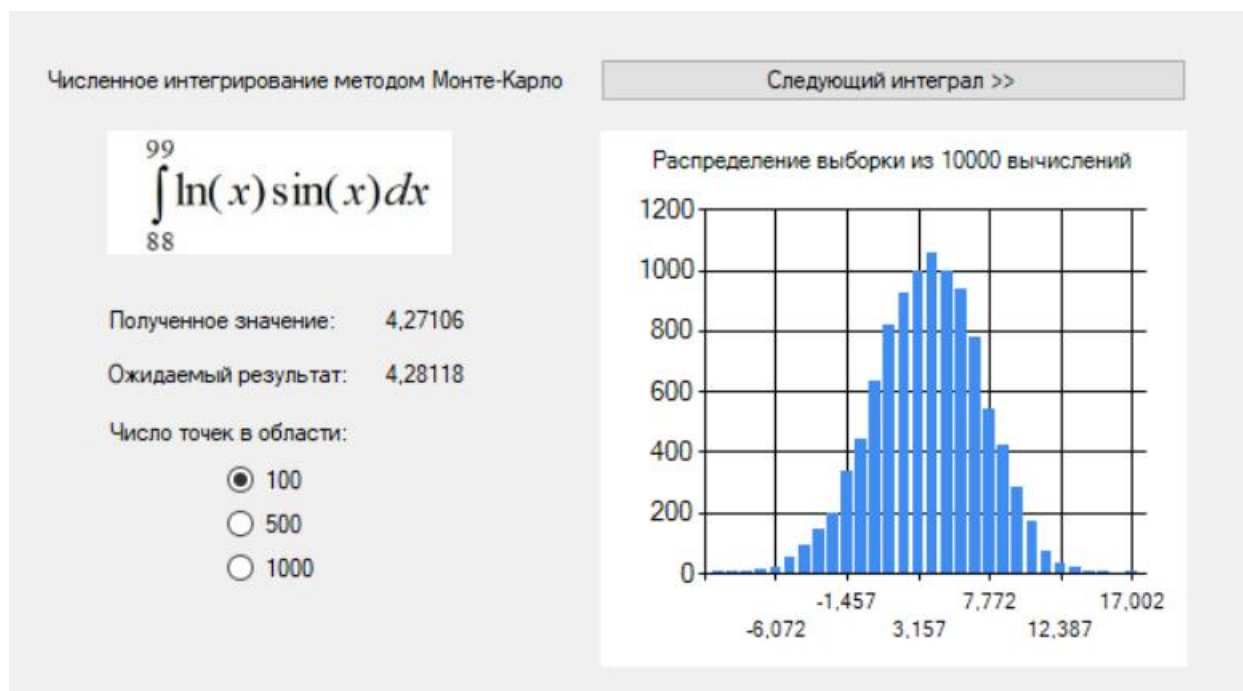 Численное интегрирование методом Монте-Карло
Следующий интеграл >>
99
∫ln(x)sin(x)dx
88
Полученное значение: 4,27106
Ожидаемый результат: 4,28118
Число точек в области:
100
500
1000
Распределение выборки из 10000 вычислений
1200
1000
800
600
400
200
0
-1,457 7,772 17,002
-6,072 3,157 12,387